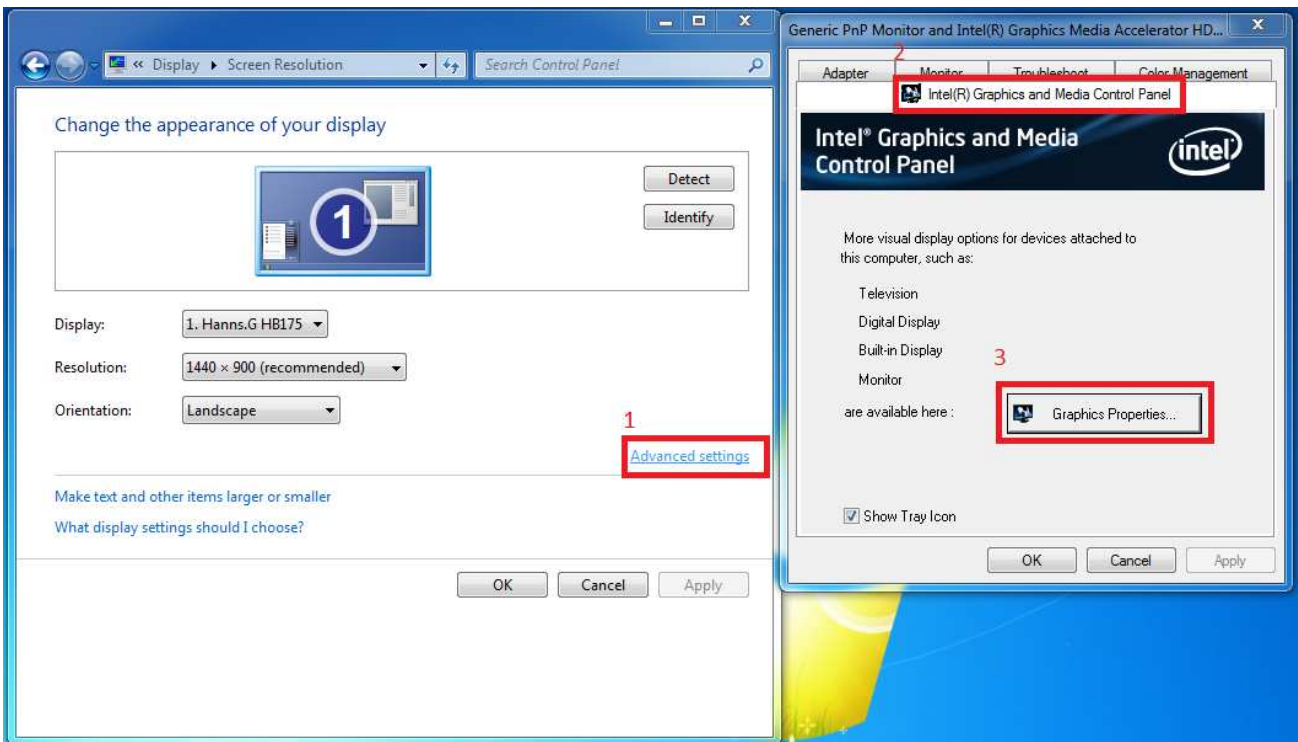 « Display ▸ Screen Resolution
Search Control Panel
Change the appearance of your display
1
Detect
Identify
Display:
1. Hanns.G HB175
Resolution:
1440 × 900 (recommended)
Orientation:
Landscape
1
Advanced settings
Make text and other items larger or smaller
What display settings should I choose?
OK Cancel Apply
Generic PnP Monitor and Intel(R) Graphics Media Accelerator HD...
2
Adapter Monitor Troubleshoot Color Management
Intel(R) Graphics and Media Control Panel
Intel® Graphics and Media
Control Panel
intel
More visual display options for devices attached to
this computer, such as:
Television
Digital Display
Built-in Display
Monitor
3
are available here :
Graphics Properties...
Show Tray Icon
OK Cancel Apply